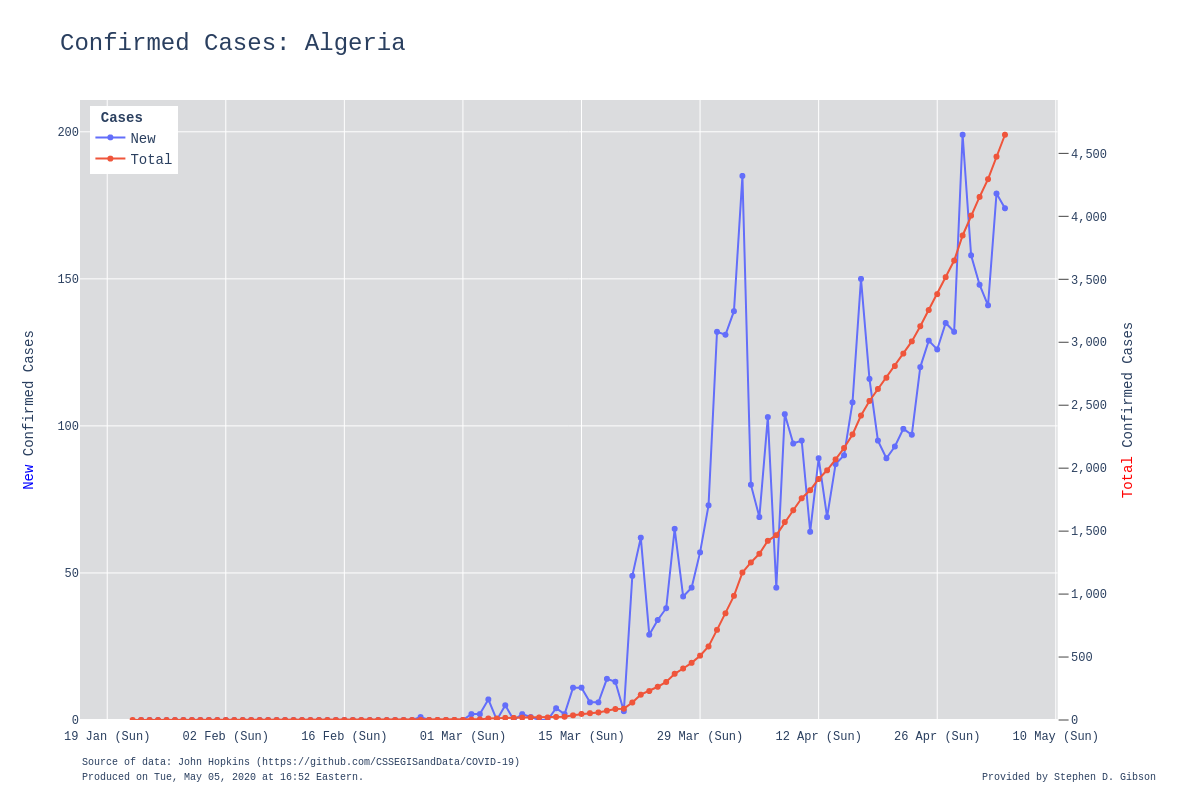 Confirmed Cases: Algeria
Cases
New
Total
200
150
100
50
0
4,500
4,000
3,500
3,000
2,500
2,000
1,500
1,000
500
0
New Confirmed Cases
Total Confirmed Cases
19 Jan (Sun) 02 Feb (Sun) 16 Feb (Sun) 01 Mar (Sun) 15 Mar (Sun) 29 Mar (Sun) 12 Apr (Sun) 26 Apr (Sun) 10 May (Sun)
Source of data: John Hopkins (https://github.com/CSSEGISandData/COVID-19)
Produced on Tue, May 05, 2020 at 16:52 Eastern.
Provided by Stephen D. Gibson